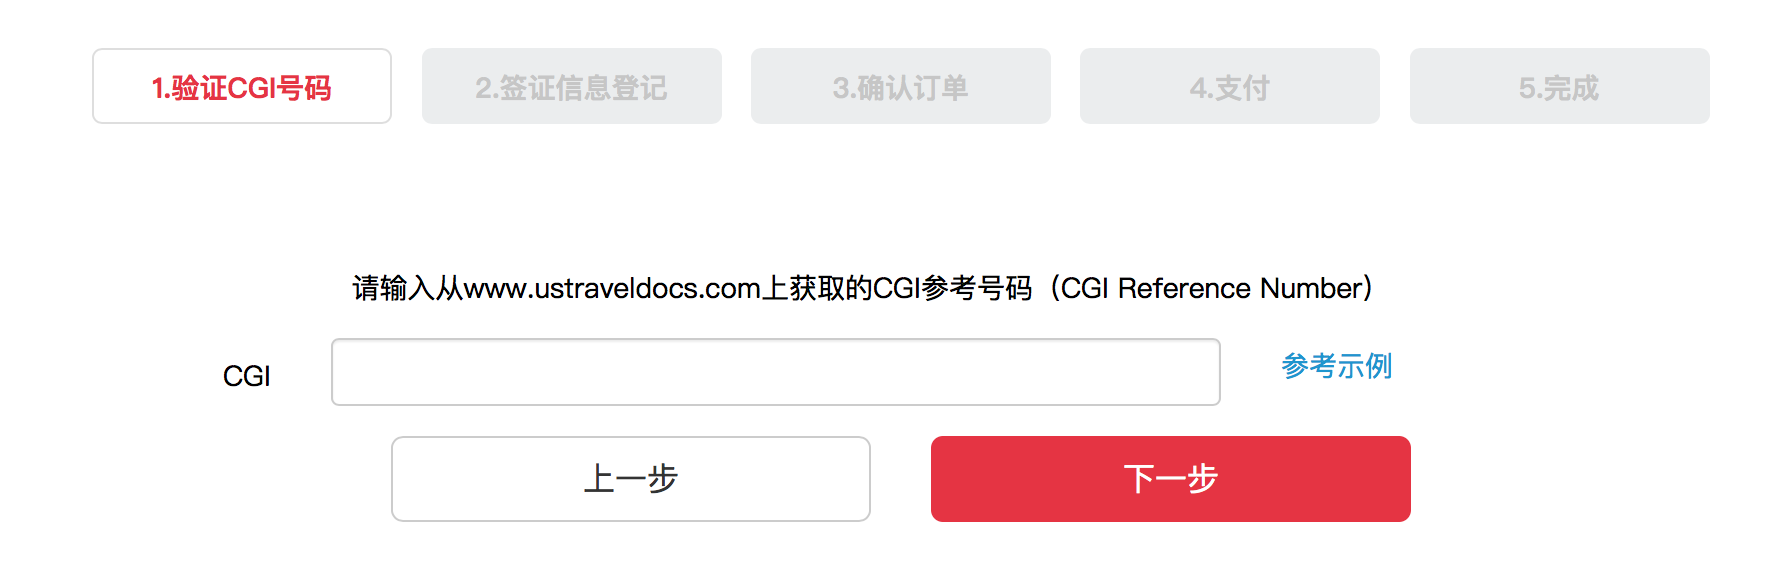 1.验证CGI号码
2.签证信息登记
3.确认订单
4.支付
5.完成
请输入从www.ustraveldocs.com上获取的CGI参考号码（CGI Reference Number）
CGI
参考示例
上一步
下一步